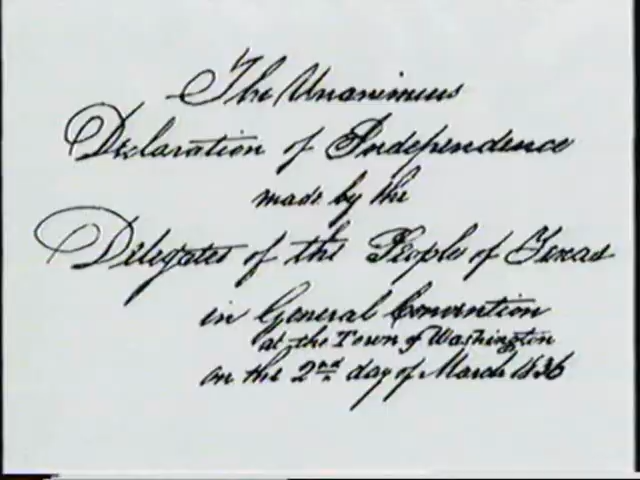 The Unanimous
Declaration of Independence
made by the
Delegates of the People of Texas
in General Convention
at the Town of Washington
on the 2nd day of March 1836